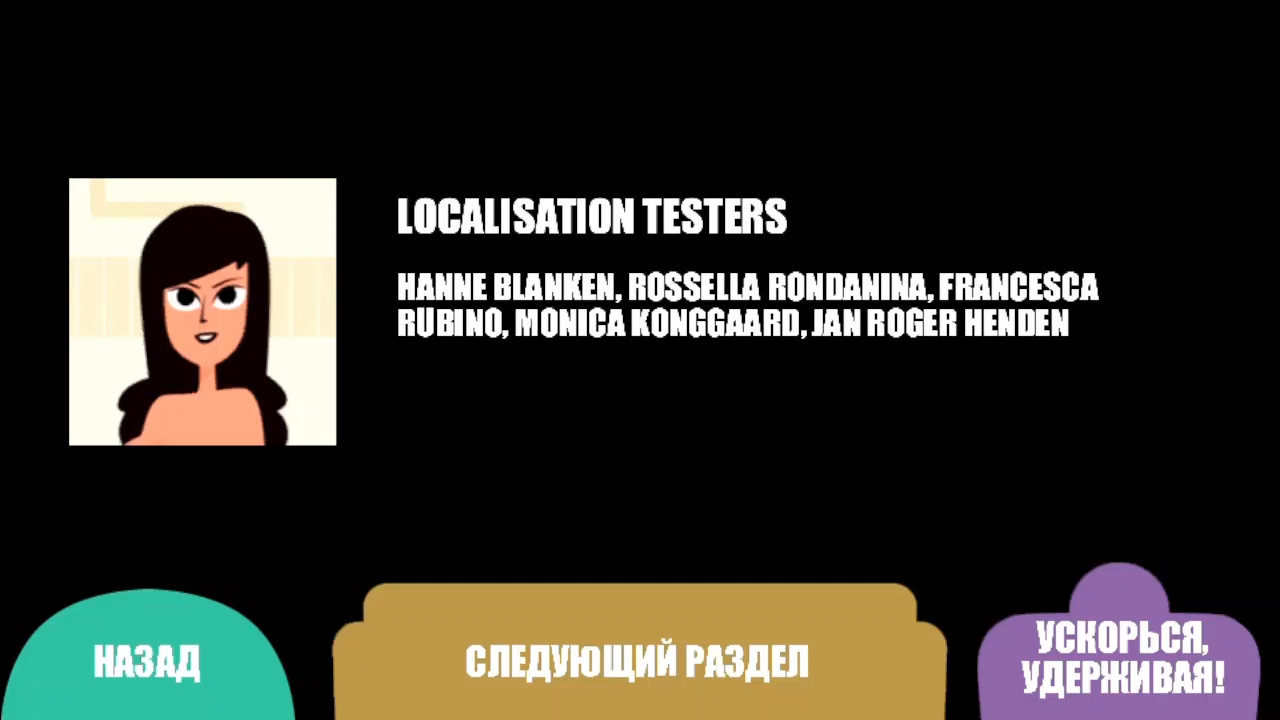 LOCALISATION TESTERS
HANNE BLANKEN, ROSSELLA RONDANINA, FRANCESCA
RUBINO, MONICA KONGGAARD, JAN ROGER HENDEN
НАЗАД
СЛЕДУЮЩИЙ РАЗДЕЛ
УСКОРЬСЯ,
УДЕРЖИВАЯ!